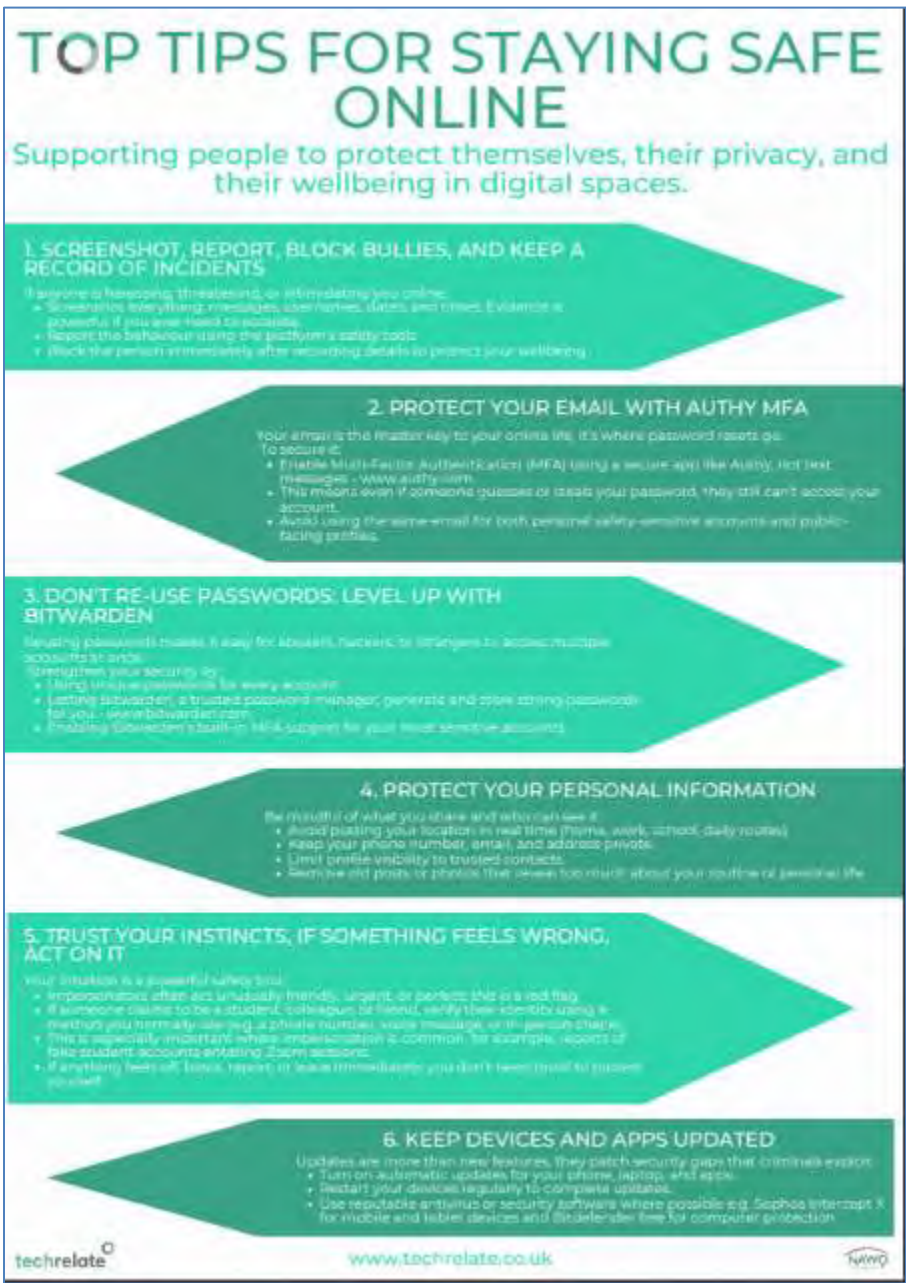 TOP TIPS FOR STAYING SAFE
ONLINE
Supporting people to protect themselves, their privacy, and
their wellbeing in digital spaces.
1. SCREENSHOT, REPORT, BLOCK BULLIES, AND KEEP A
RECORD OF INCIDENTS
If anyone is harassing, threatening, or intimidating you online:
Screenshot everything: messages, usernames, dates, and times. Evidence is
powerful if you ever need to escalate.
Report the behaviour using the platform's safety tools
Block the person immediately after recording details to protect your wellbeing
2. PROTECT YOUR EMAIL WITH AUTHY MFA
Your email is the master key to your online life, it's where password resets go.
To secure it:
Enable Multi-Factor Authentication (MFA) using a secure app like Authy, not text
messages - www.authy.com
This means even if someone guesses or steals your password, they still can't access your
account.
Avoid using the same email for both personal safety-sensitive accounts and public-
facing profiles.
3. DON'T RE-USE PASSWORDS: LEVEL UP WITH
BITWARDEN
Reusing passwords makes it easy for abusers, hackers, to strangers to access multiple
accounts at once.
Strengthen your security by:
Using unique passwords for every account
Letting Bitwarden, a trusted password manager, generate and store strong passwords
for you - www.bitwarden.com
Enabling Bitwarden's built-in MFA support for your most sensitive accounts
4. PROTECT YOUR PERSONAL INFORMATION
Be mindful of what you share and who can see it:
Avoid posting your location in real time (home, work, school, daily routes)
Keep your phone number, email, and address private.
Limit profile visibility to trusted contacts.
Remove old posts or photos that reveal too much about your routine or personal life
5. TRUST YOUR INSTINCTS, IF SOMETHING FEELS WRONG,
ACT ON IT
Your intuition is a powerful safety tool:
Impersonators often act unusually friendly, urgent, or perfect; this is a red flag
If someone claims to be a student, colleague, or friend, verify their identity using a
method you normally use (e.g. a phone number, voice message, or in-person check)
This is especially important where impersonation is common, for example, reports of
fake student accounts entering Zoom sessions.
If anything feels off, block, report, or leave immediately; you don't need to
yourself
6. KEEP DEVICES AND APPS UPDATED
Updates are more than new features, they patch security gaps that criminals exploit
Turn on automatic updates for your phone, laptop, and apps.
Restart your devices regularly to complete updates.
Use reputable antivirus or security software where possible e.g. Sophos Intercept X
for mobile and tablet devices and Bitdefender free for computer protection
techrelate
www.techrelate.co.uk
NAWO